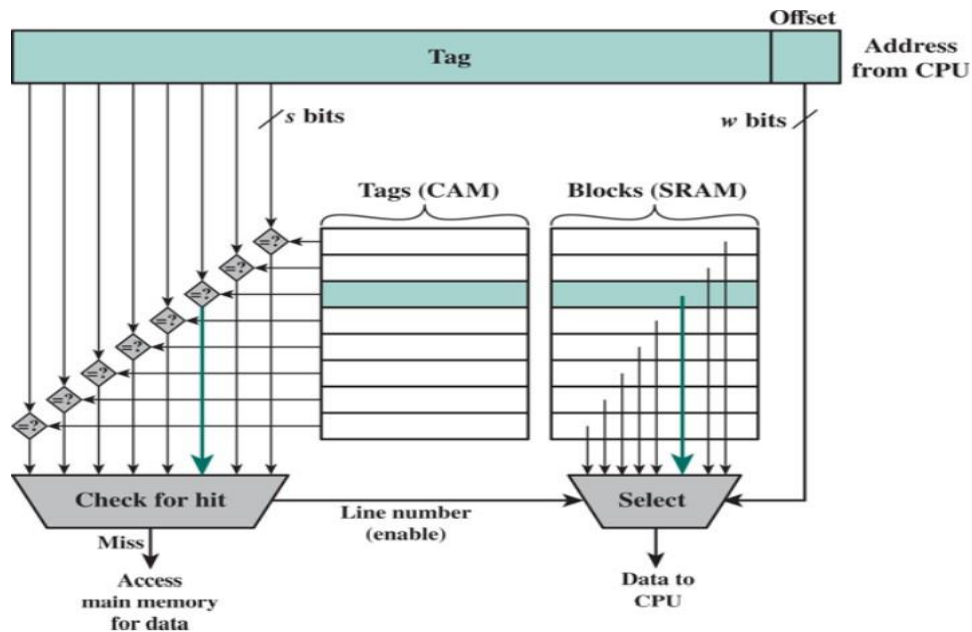 Offset
Tag
Address
from CPU
s bits
w bits
Tags (CAM)
Blocks (SRAM)
=?
=?
=?
=?
=?
=?
=?
=?
Check for hit
Line number
(enable)
Select
Miss
Access
main memory
for data
Data to
CPU